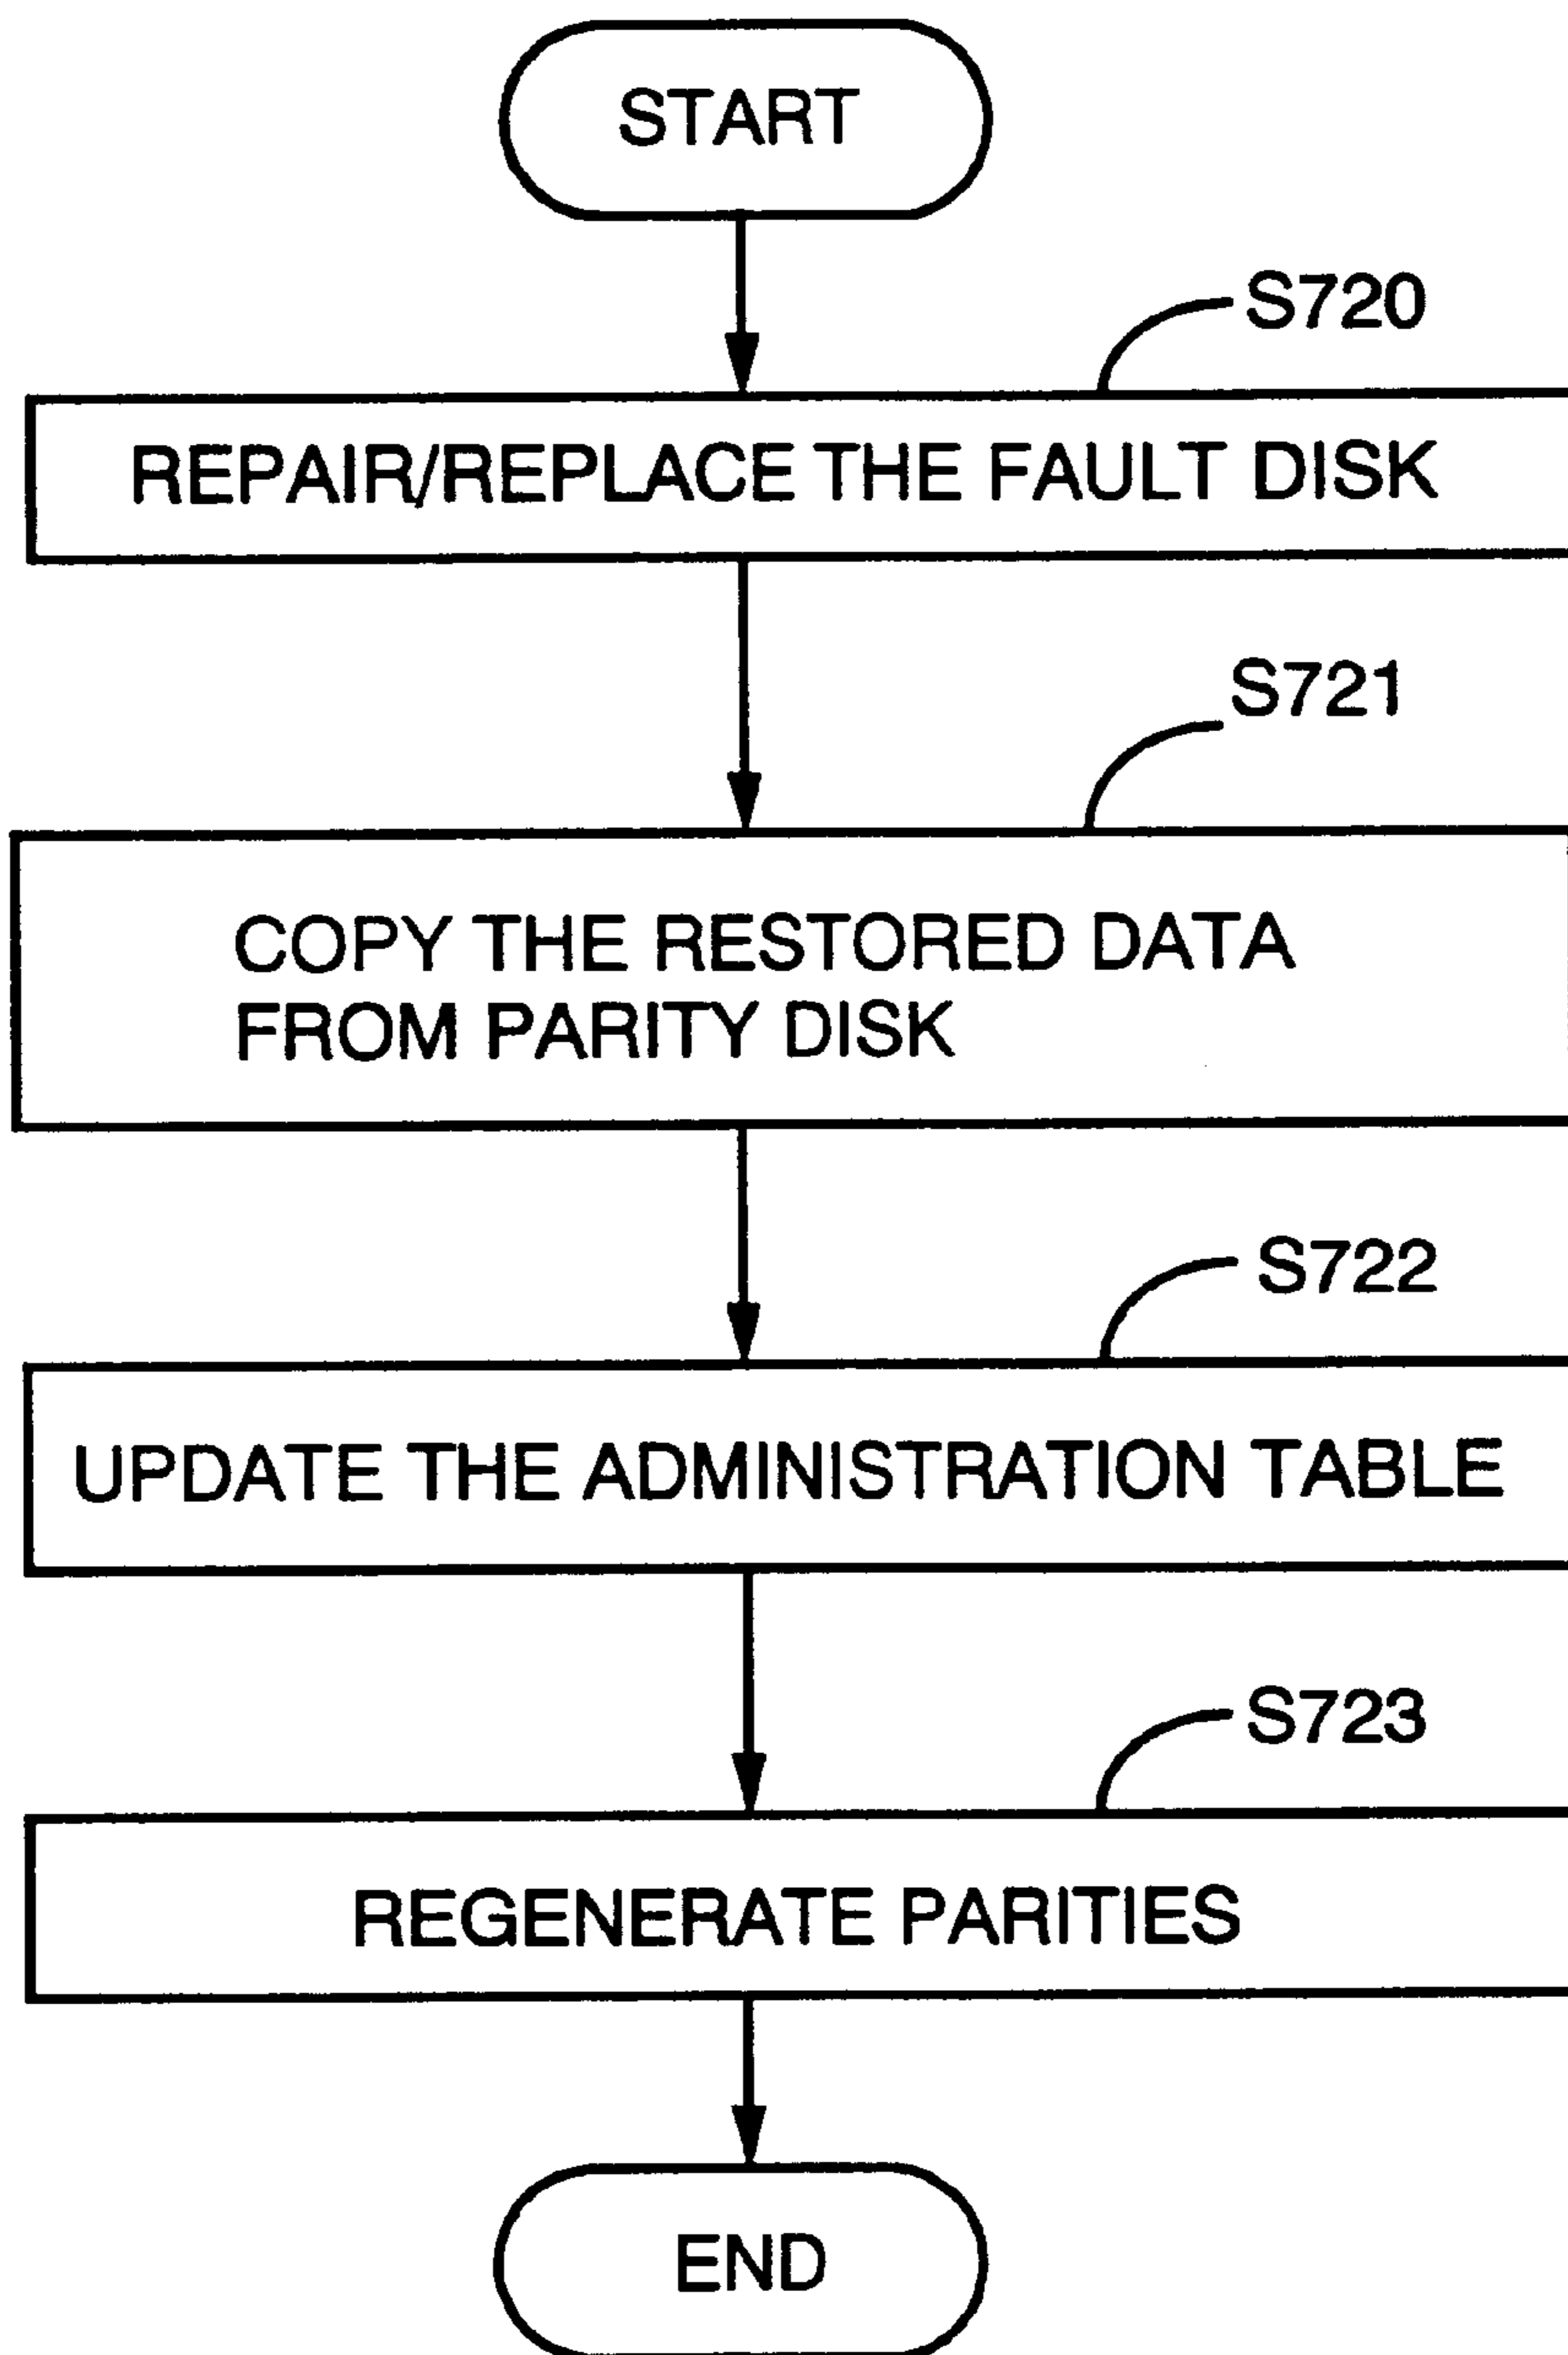 START
S720
REPAIR/REPLACE THE FAULT DISK
S721
COPY THE RESTORED DATA
FROM PARITY DISK
S722
UPDATE THE ADMINISTRATION TABLE
S723
REGENERATE PARITIES
END